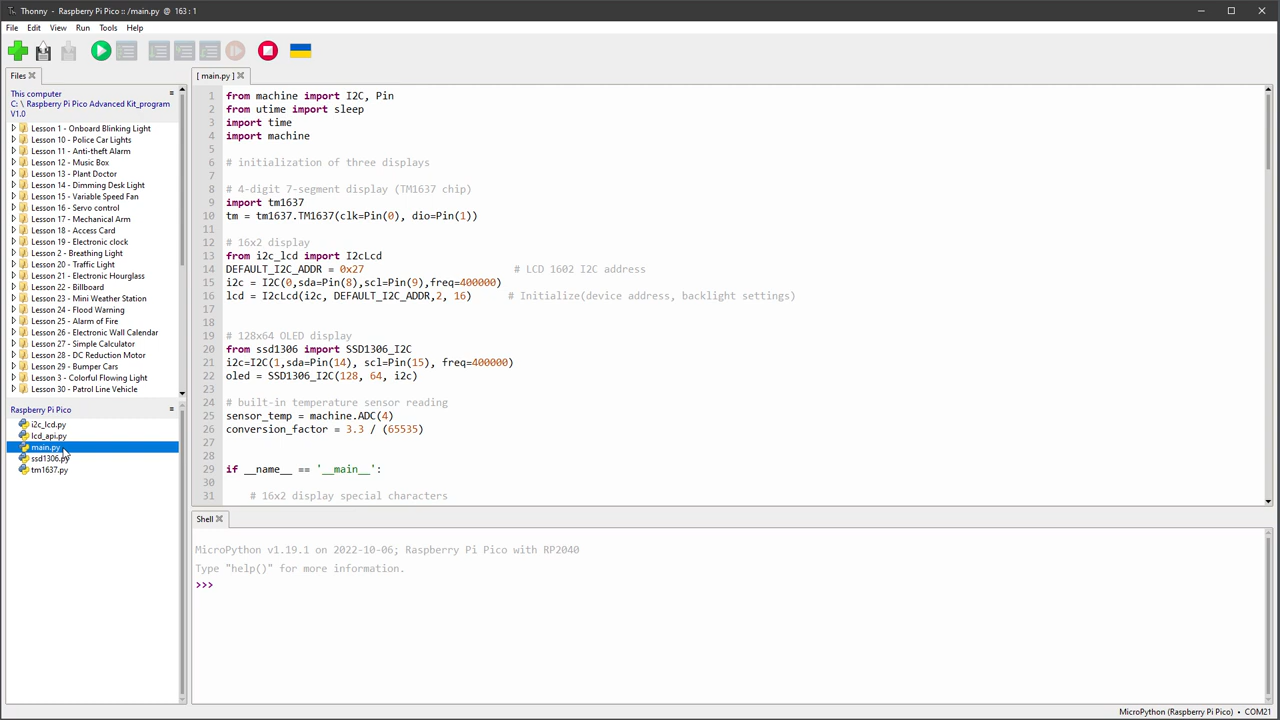 Thonny - Raspberry Pi Pico :: /main.py @ 163 : 1
File Edit View Run Tools Help
Files
This computer
C: \ Raspberry Pi Pico Advanced Kit_program
V1.0
Lesson 1 - Onboard Blinking Light
Lesson 10 - Police Car Lights
Lesson 11 - Anti-theft Alarm
Lesson 12 - Music Box
Lesson 13 - Plant Doctor
Lesson 14 - Dimming Desk Light
Lesson 15 - Variable Speed Fan
Lesson 16 - Servo control
Lesson 17 - Mechanical Arm
Lesson 18 - Access Card
Lesson 19 - Electronic clock
Lesson 2 - Breathing Light
Lesson 20 - Traffic Light
Lesson 21 - Electronic Hourglass
Lesson 22 - Billboard
Lesson 23 - Mini Weather Station
Lesson 24 - Flood Warning
Lesson 25 - Alarm of Fire
Lesson 26 - Electronic Wall Calendar
Lesson 27 - Simple Calculator
Lesson 28 - DC Reduction Motor
Lesson 29 - Bumper Cars
Lesson 3 - Colorful Flowing Light
Lesson 30 - Patrol Line Vehicle
Raspberry Pi Pico
i2c_lcd.py
lcd_api.py
main.py
ssd1306.py
tm1637.py
[ main.py ]
1 from machine import I2C, Pin
2 from utime import sleep
3 import time
4 import machine
5
6 # initialization of three displays
7
8 # 4-digit 7-segment display (TM1637 chip)
9 import tm1637
10 tm = tm1637.TM1637(clk=Pin(0), dio=Pin(1))
11
12 # 16x2 display
13 from i2c_lcd import I2cLcd
14 DEFAULT_I2C_ADDR = 0x27 # LCD 1602 I2C address
15 i2c = I2C(0,sda=Pin(8),scl=Pin(9),freq=400000)
16 lcd = I2cLcd(i2c, DEFAULT_I2C_ADDR,2, 16) # Initialize(device address, backlight settings)
17
18
19 # 128x64 OLED display
20 from ssd1306 import SSD1306_I2C
21 i2c=I2C(1,sda=Pin(14), scl=Pin(15), freq=400000)
22 oled = SSD1306_I2C(128, 64, i2c)
23
24 # built-in temperature sensor reading
25 sensor_temp = machine.ADC(4)
26 conversion_factor = 3.3 / (65535)
27
28
29 if __name__ == '__main__':
30
31 # 16x2 display special characters
Shell
MicroPython v1.19.1 on 2022-10-06; Raspberry Pi Pico with RP2040
Type "help()" for more information.
>>>
MicroPython (Raspberry Pi Pico) • COM21